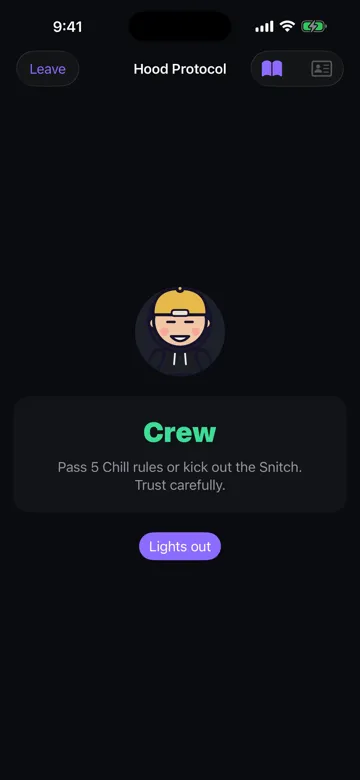 9:41
Leave
Hood Protocol
Crew
Pass 5 Chill rules or kick out the Snitch.
Trust carefully.
Lights out